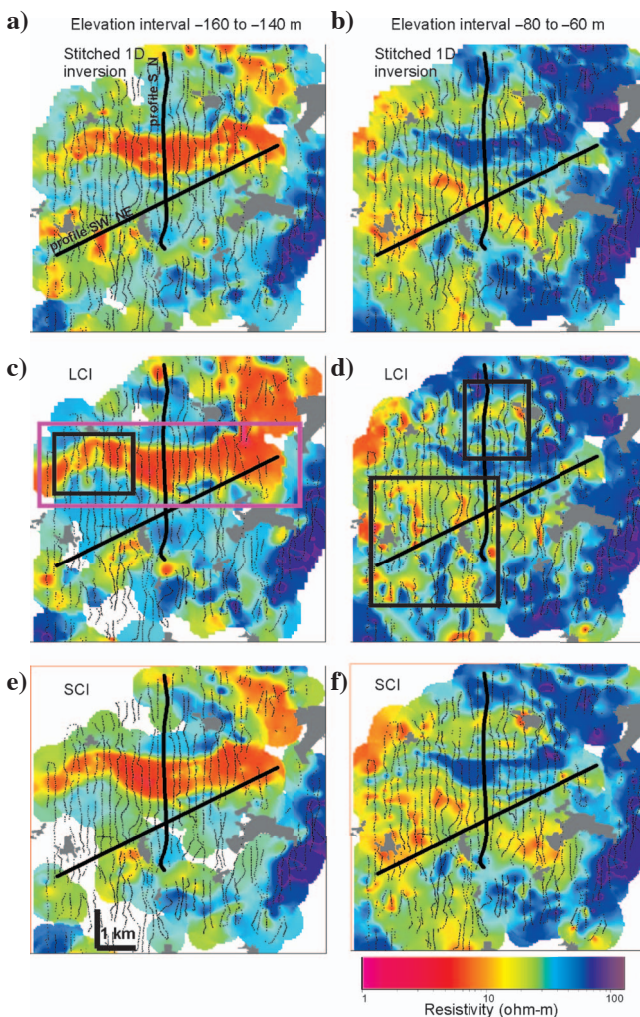 a)
Elevation interval –160 to –140 m
b)
Elevation interval –80 to –60 m
Stitched 1D
inversion
profile S_N
profile SW_NE
Stitched 1D
inversion
c)
LCI
d)
LCI
e)
SCI
f)
SCI
1 km
1
10
100
Resistivity (ohm-m)